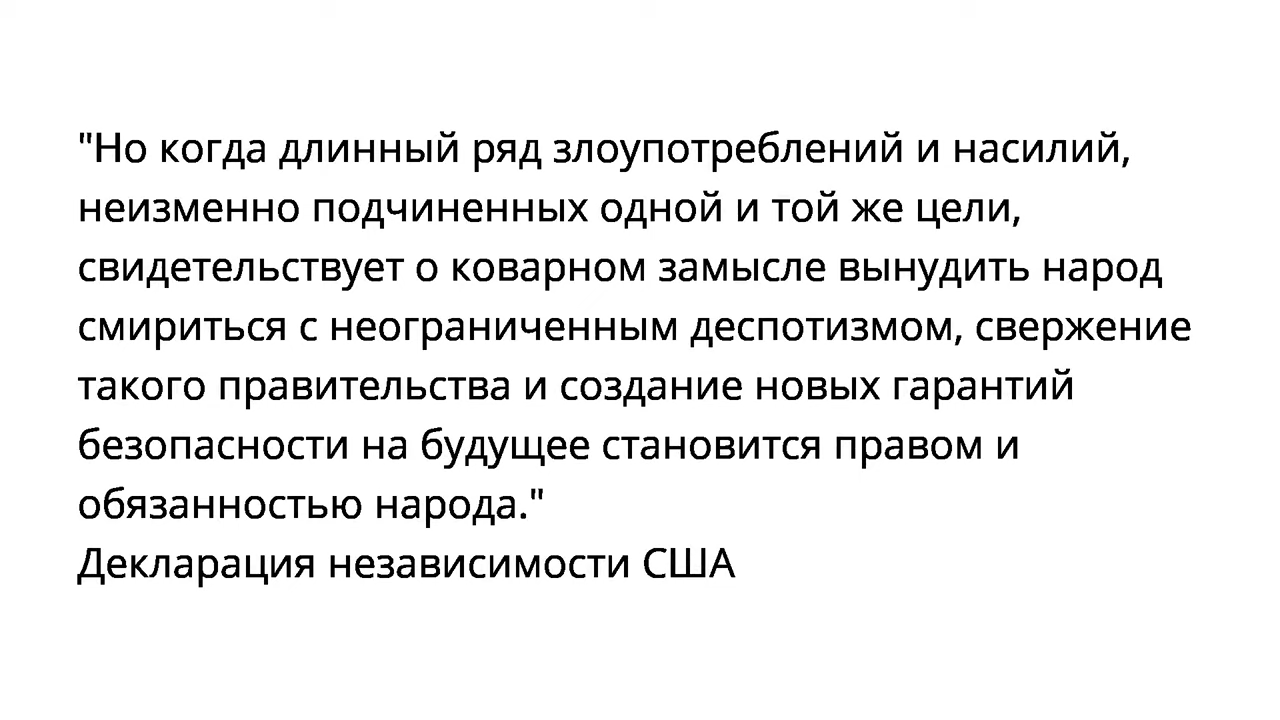 "Но когда длинный ряд злоупотреблений и насилий,
неизменно подчиненных одной и той же цели,
свидетельствует о коварном замысле вынудить народ
смириться с неограниченным деспотизмом, свержение
такого правительства и создание новых гарантий
безопасности на будущее становится правом и
обязанностью народа."
Декларация независимости США